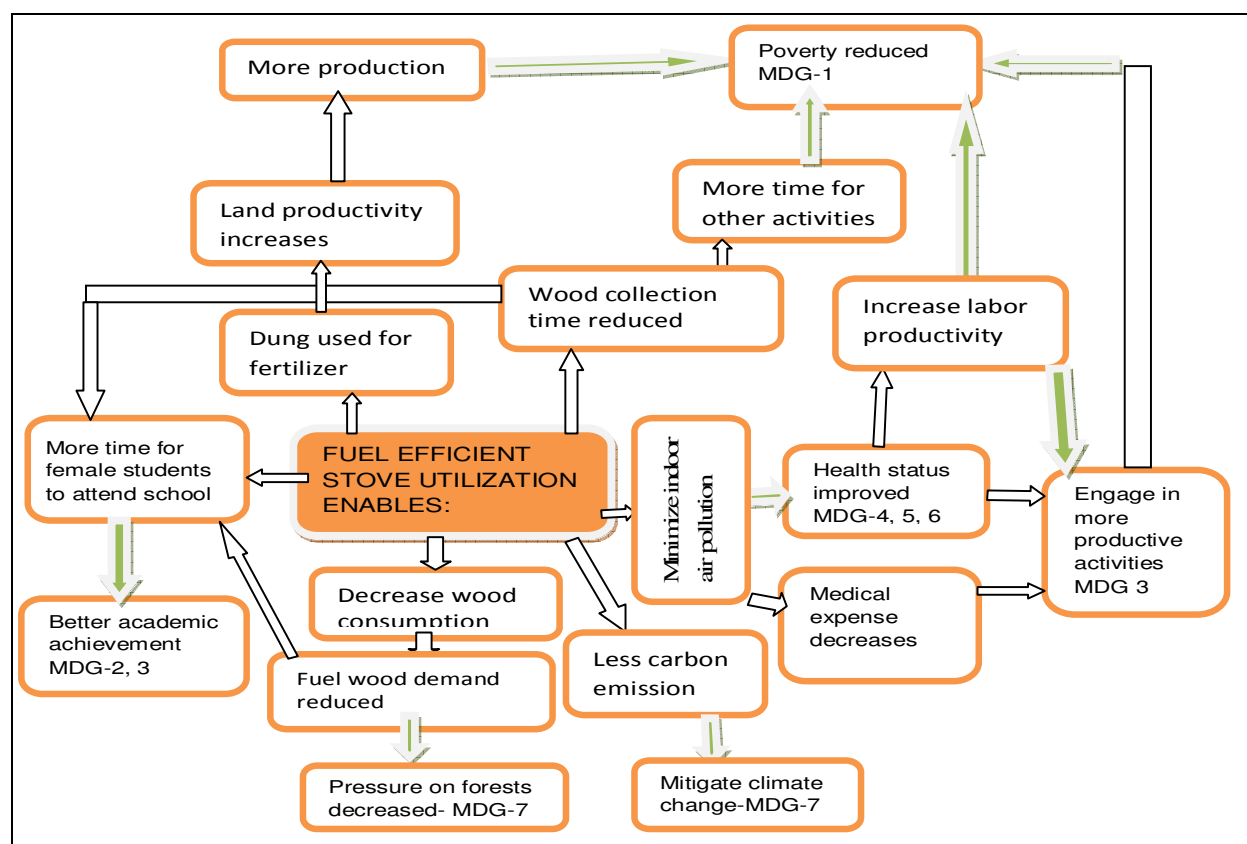 More production
Poverty reduced
MDG-1
More time for
other activities
Land productivity
increases
Wood collection
time reduced
Increase labor
productivity
Dung used for
fertilizer
More time for
female students
to attend school
FUEL EFFICIENT
STOVE UTILIZATION
ENABLES:
Minimize indoor
air pollution
Health status
improved
MDG-4, 5, 6
Engage in
more
productive
activities
MDG 3
Decrease wood
consumption
Medical
expense
decreases
Better academic
achievement
MDG-2, 3
Fuel wood demand
reduced
Less carbon
emission
Pressure on forests
decreased- MDG-7
Mitigate climate
change-MDG-7